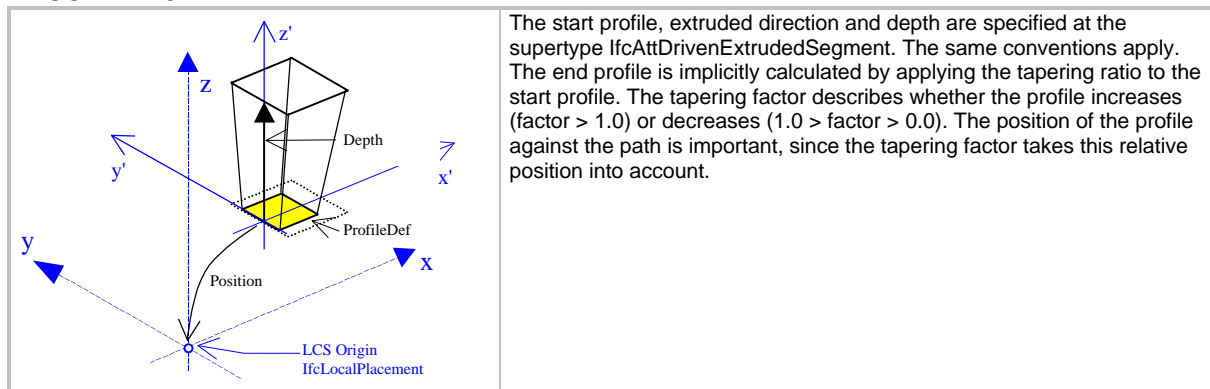 z'
z
Depth
y'
x'
ProfileDef
y
x
Position
LCS Origin
IfcLocalPlacement
The start profile, extruded direction and depth are specified at the
supertype IfcAttDrivenExtrudedSegment. The same conventions apply.
The end profile is implicitly calculated by applying the tapering ratio to the
start profile. The tapering factor describes whether the profile increases
(factor > 1.0) or decreases (1.0 > factor > 0.0). The position of the profile
against the path is important, since the tapering factor takes this relative
position into account.